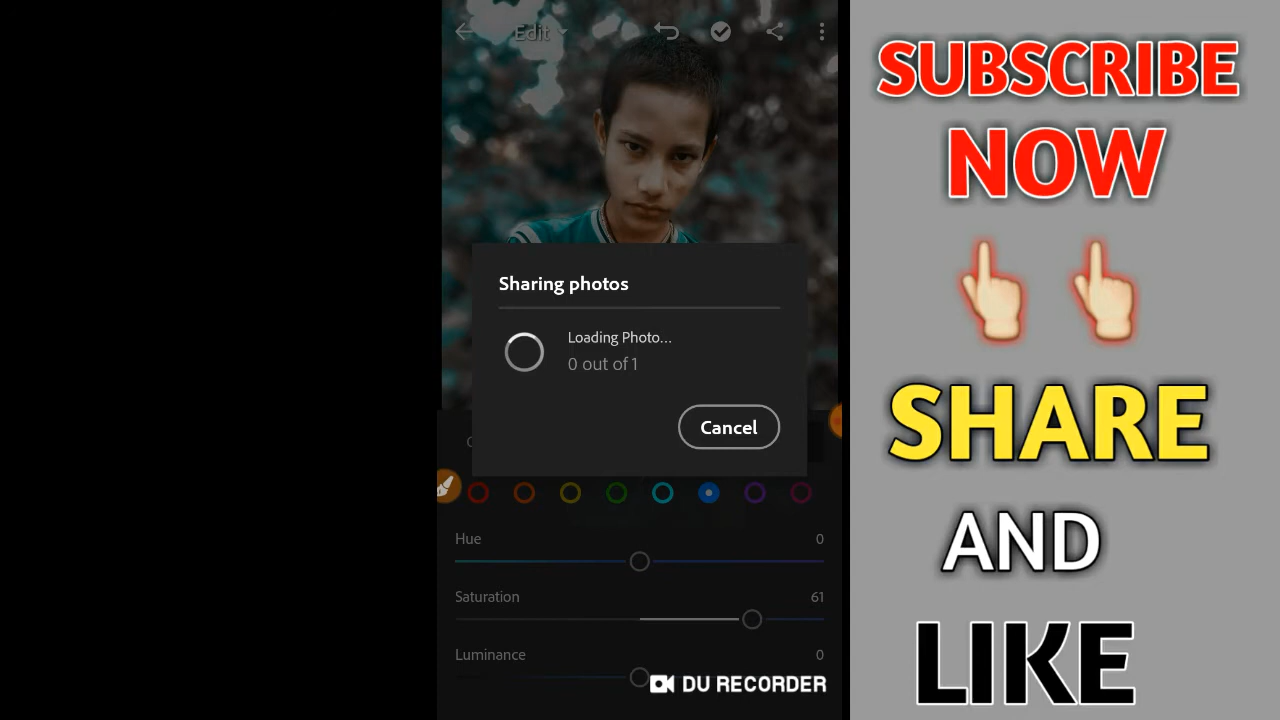 Edit
Sharing photos
Loading Photo...
0 out of 1
Cancel
Hue 0
Saturation 61
Luminance 0
DU RECORDER
SUBSCRIBE
NOW
SHARE
AND
LIKE